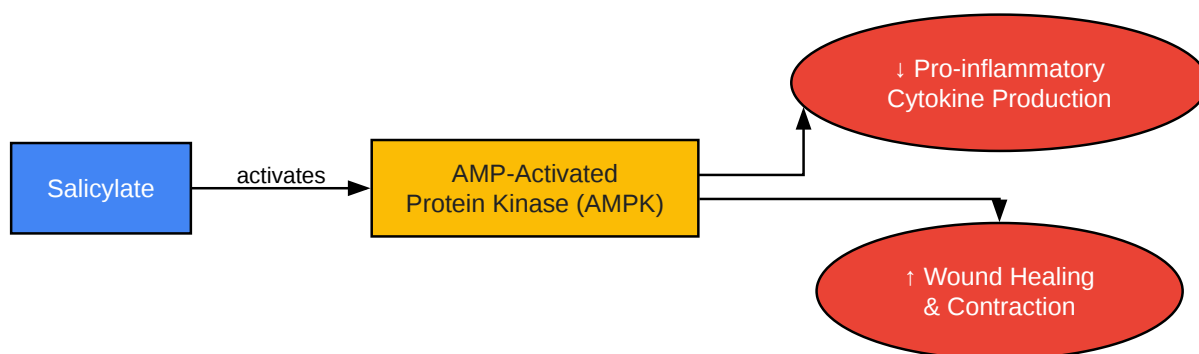 Salicylate
activates
AMP-Activated
Protein Kinase (AMPK)
↓ Pro-inflammatory
Cytokine Production
↑ Wound Healing
& Contraction